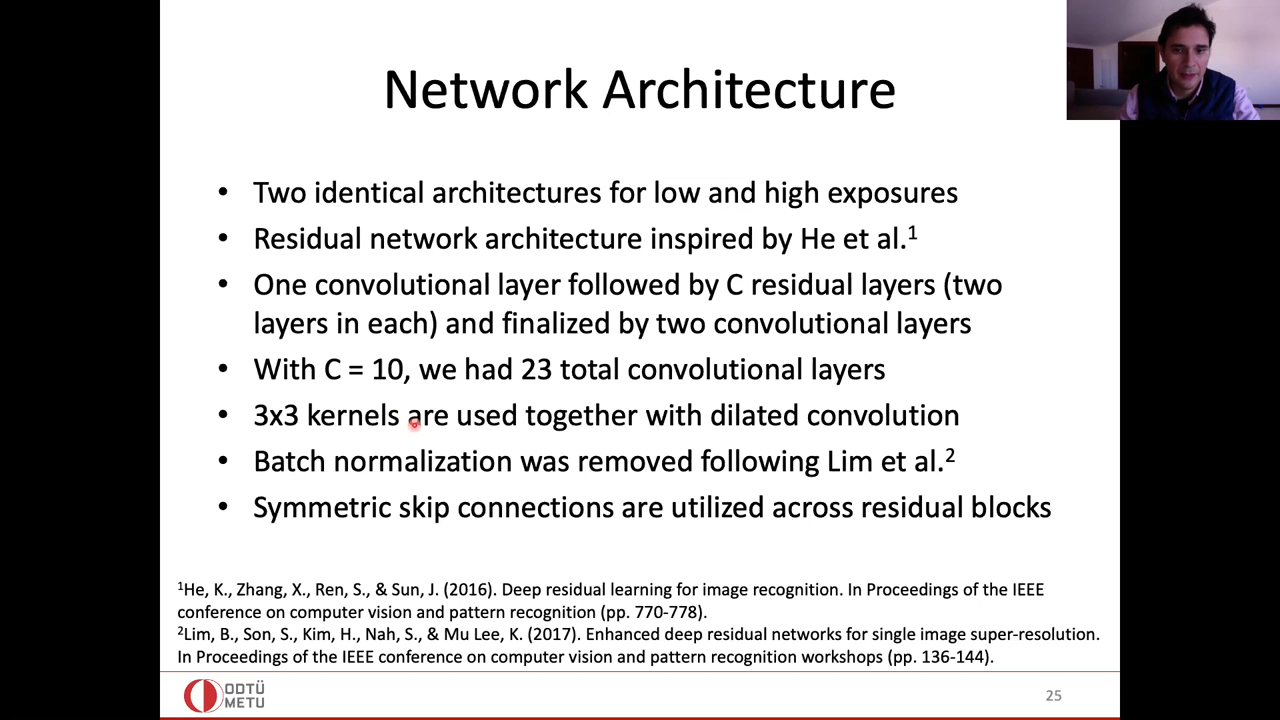 Network Architecture
• Two identical architectures for low and high exposures
• Residual network architecture inspired by He et al.¹
• One convolutional layer followed by C residual layers (two
layers in each) and finalized by two convolutional layers
• With C = 10, we had 23 total convolutional layers
• 3x3 kernels are used together with dilated convolution
• Batch normalization was removed following Lim et al.²
• Symmetric skip connections are utilized across residual blocks
¹He, K., Zhang, X., Ren, S., & Sun, J. (2016). Deep residual learning for image recognition. In Proceedings of the IEEE
conference on computer vision and pattern recognition (pp. 770-778).
²Lim, B., Son, S., Kim, H., Nah, S., & Mu Lee, K. (2017). Enhanced deep residual networks for single image super-resolution.
In Proceedings of the IEEE conference on computer vision and pattern recognition workshops (pp. 136-144).
ODTÜ
METU
25